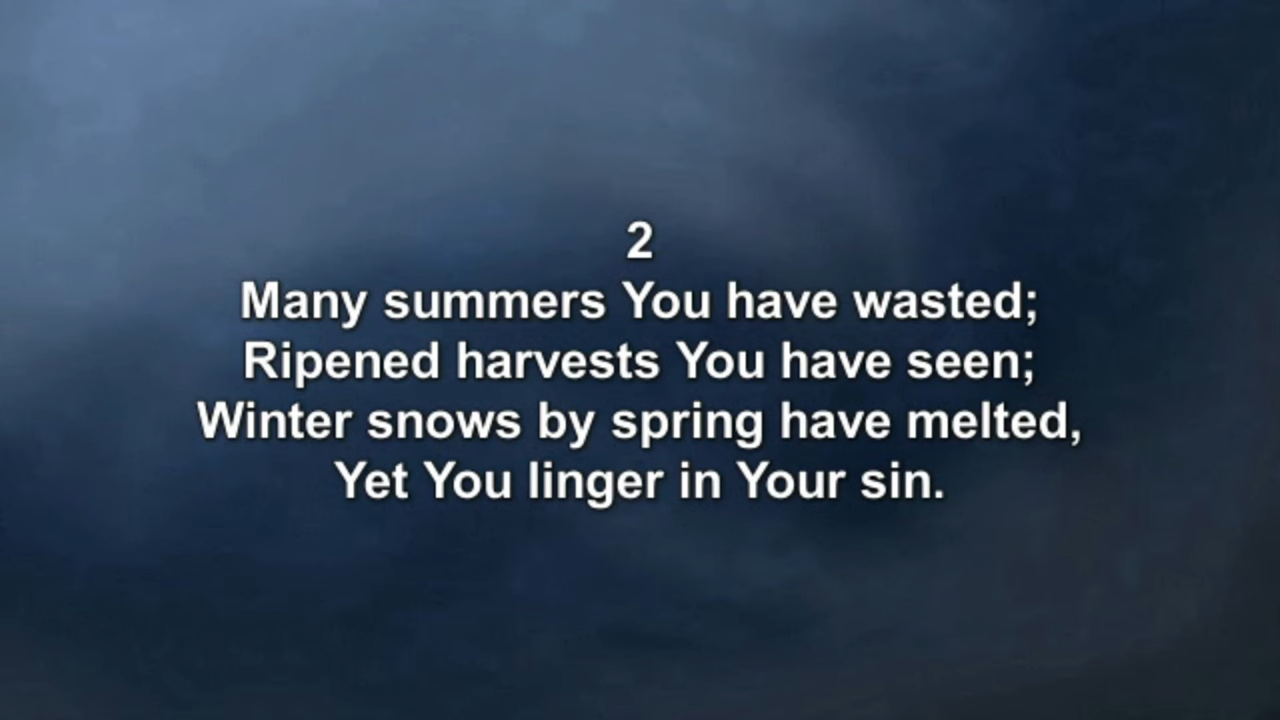 2
Many summers You have wasted;
Ripened harvests You have seen;
Winter snows by spring have melted,
Yet You linger in Your sin.